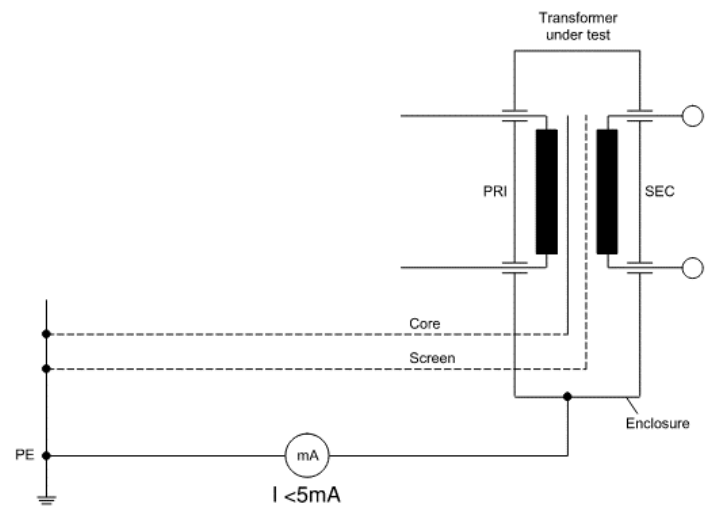 Transformer
under test
PRI
SEC
Core
Screen
Enclosure
PE
mA
I <5mA